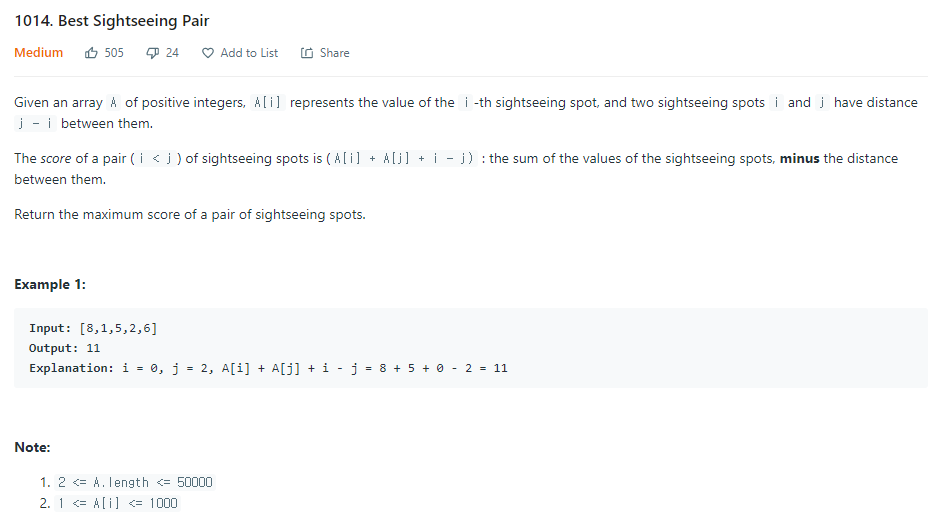 1014. Best Sightseeing Pair
Medium 505 24 Add to List Share
Given an array A of positive integers, A[i] represents the value of the i -th sightseeing spot, and two sightseeing spots i and j have distance
j - i between them.
The score of a pair ( i < j ) of sightseeing spots is ( A[i] + A[j] + i - j) : the sum of the values of the sightseeing spots, minus the distance
between them.
Return the maximum score of a pair of sightseeing spots.
Example 1:
Input: [8,1,5,2,6]
Output: 11
Explanation: i = 0, j = 2, A[i] + A[j] + i - j = 8 + 5 + 0 - 2 = 11
Note:
1. 2 <= A.length <= 50000
2. 1 <= A[i] <= 1000